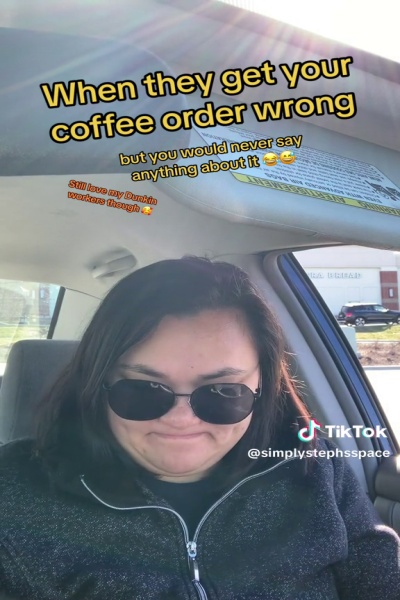 When they get your
coffee order wrong
but you would never say
anything about it 😂😅
Still love my Dunkin
workers though 🥰
TikTok
@simplystephsspace